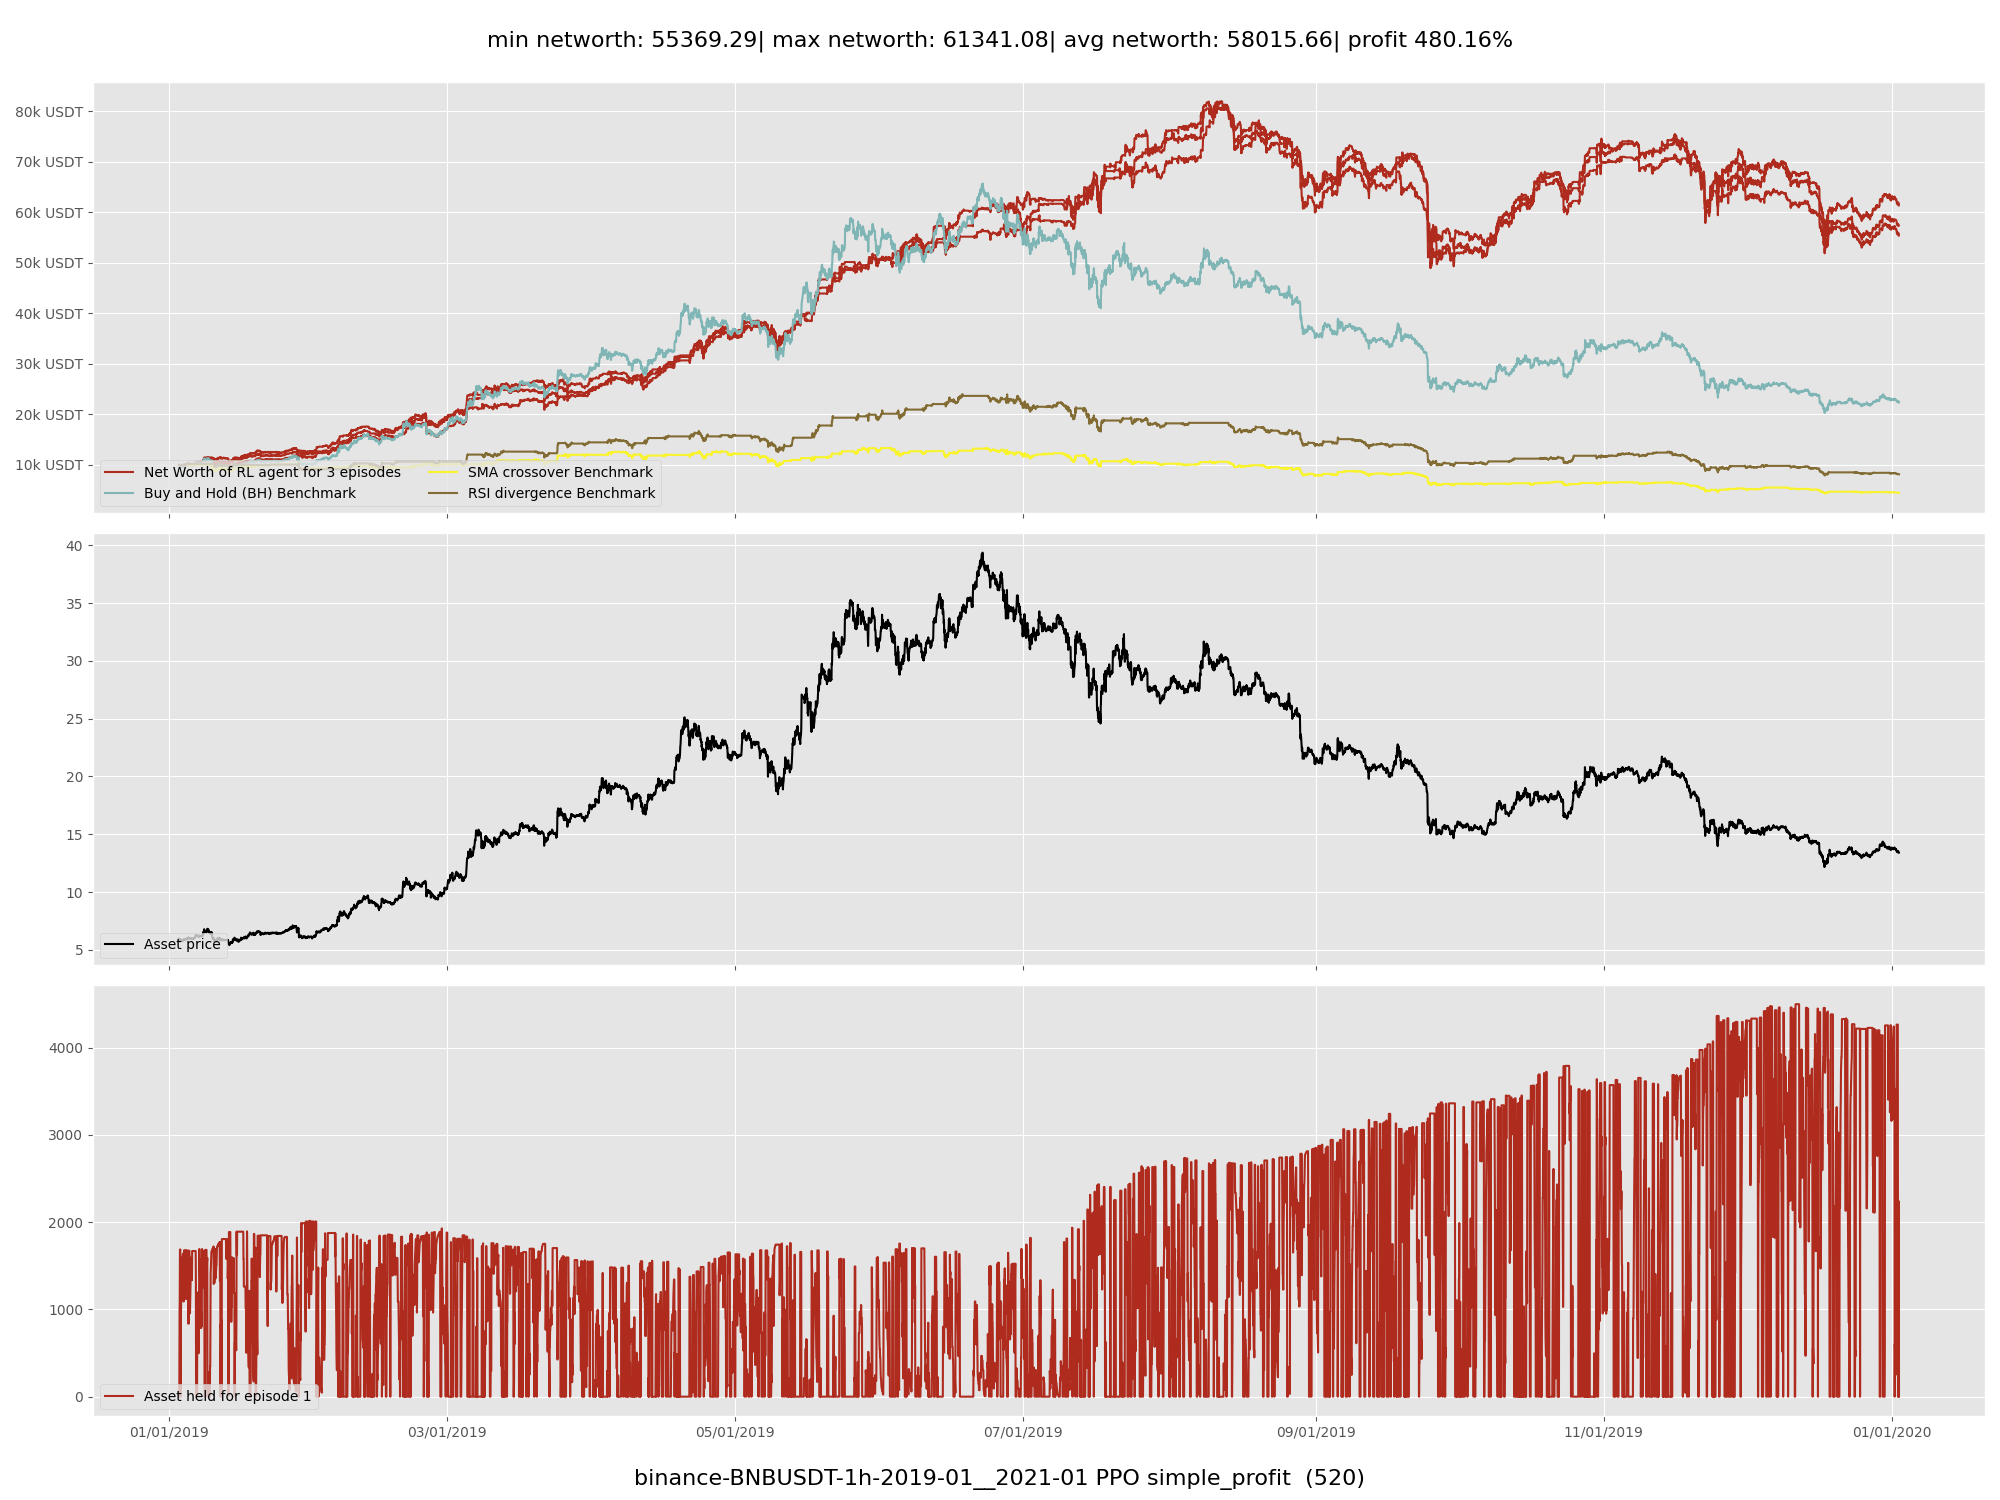 min networth: 55369.29| max networth: 61341.08| avg networth: 58015.66| profit 480.16%
80k USDT
70k USDT
60k USDT
50k USDT
40k USDT
30k USDT
20k USDT
10k USDT
Net Worth of RL agent for 3 episodes
Buy and Hold (BH) Benchmark
SMA crossover Benchmark
RSI divergence Benchmark
40
35
30
25
20
15
10
5
Asset price
4000
3000
2000
1000
0
Asset held for episode 1
01/01/2019 03/01/2019 05/01/2019 07/01/2019 09/01/2019 11/01/2019 01/01/2020
binance-BNBUSDT-1h-2019-01__2021-01 PPO simple_profit  (520)